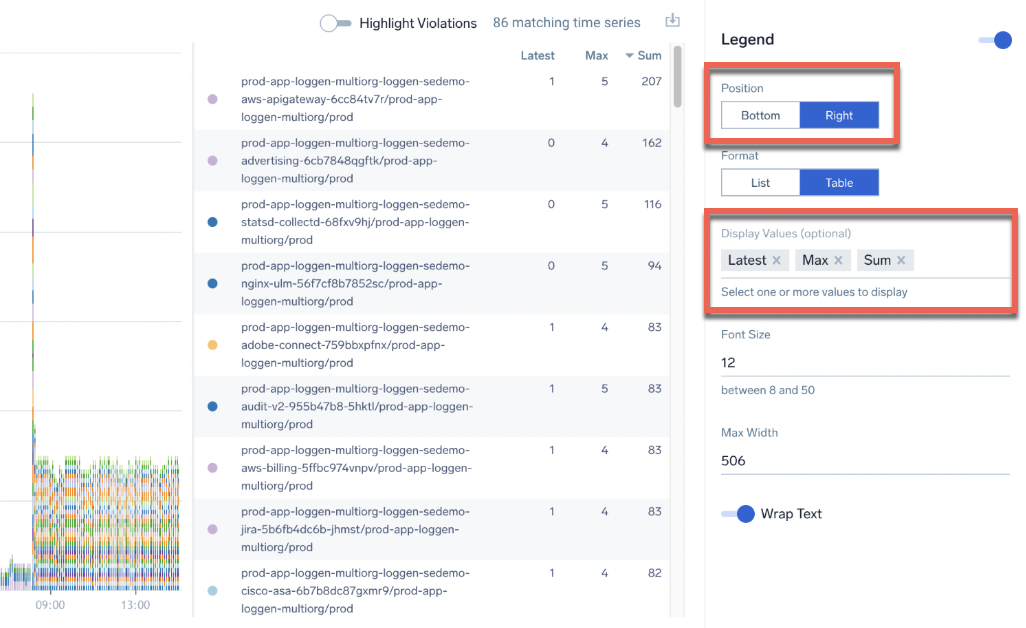 Highlight Violations 86 matching time series
Latest Max Sum
prod-app-loggen-multiorg-loggen-sedemo- 1 5 207
aws-apigateway-6cc84tv7r/prod-app-
loggen-multiorg/prod
prod-app-loggen-multiorg-loggen-sedemo- 0 4 162
advertising-6cb7848qgftk/prod-app-
loggen-multiorg/prod
prod-app-loggen-multiorg-loggen-sedemo- 0 5 116
statsd-collectd-68fxv9hj/prod-app-loggen-
multiorg/prod
prod-app-loggen-multiorg-loggen-sedemo- 0 5 94
nginx-ulm-56f7cf8b7852sc/prod-app-
loggen-multiorg/prod
prod-app-loggen-multiorg-loggen-sedemo- 1 4 83
adobe-connect-759bbxpfnx/prod-app-
loggen-multiorg/prod
prod-app-loggen-multiorg-loggen-sedemo- 1 5 83
audit-v2-955b47b8-5hktl/prod-app-loggen-
multiorg/prod
prod-app-loggen-multiorg-loggen-sedemo- 1 4 83
aws-billing-5ffbc974vnpv/prod-app-loggen-
multiorg/prod
prod-app-loggen-multiorg-loggen-sedemo- 1 4 83
jira-5b6fb4dc6b-jhmst/prod-app-loggen-
multiorg/prod
prod-app-loggen-multiorg-loggen-sedemo- 1 4 82
cisco-asa-6b7b8dc87gxmr9/prod-app-
loggen-multiorg/prod
09:00 13:00
Legend
Position
Bottom Right
Format
List Table
Display Values (optional)
Latest × Max × Sum ×
Select one or more values to display
Font Size
12
between 8 and 50
Max Width
506
Wrap Text